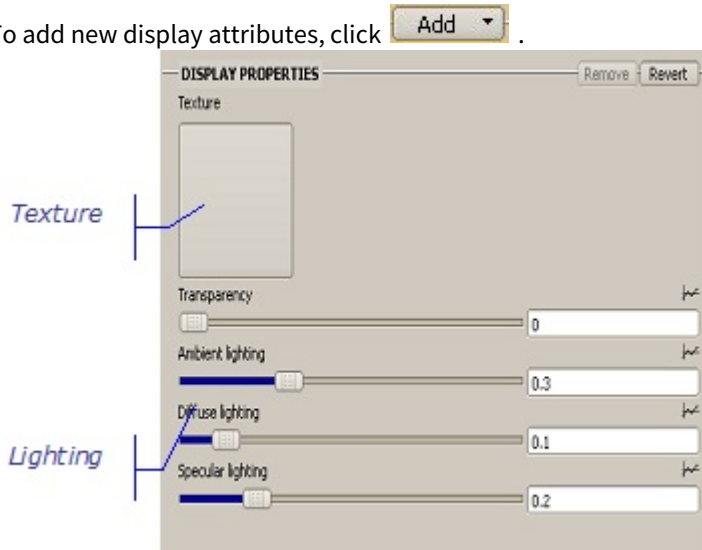 To add new display attributes, click Add .
DISPLAY PROPERTIES Remove Revert
Texture
Texture
Transparency
0
Ambient lighting
0.3
Diffuse lighting
0.1
Lighting
Specular lighting
0.2